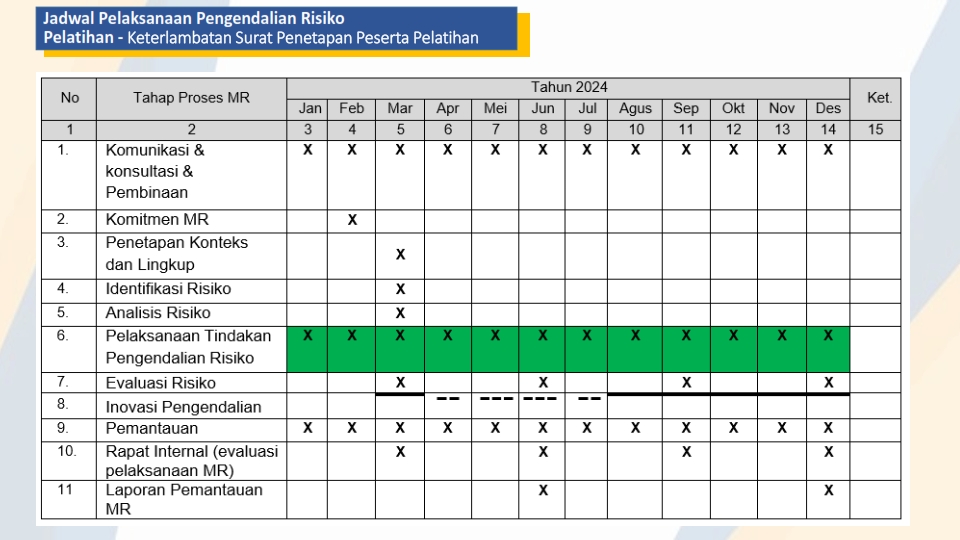 Jadwal Pelaksanaan Pengendalian Risiko
Pelatihan - Keterlambatan Surat Penetapan Peserta Pelatihan
No Tahap Proses MR Tahun 2024 Ket.
Jan Feb Mar Apr Mei Jun Jul Agus Sep Okt Nov Des
1 2 3 4 5 6 7 8 9 10 11 12 13 14 15
1. Komunikasi & X X X X X X X X X X X X
konsultasi &
Pembinaan
2. Komitmen MR X
3. Penetapan Konteks
dan Lingkup X
4. Identifikasi Risiko X
5. Analisis Risiko X
6. Pelaksanaan Tindakan X X X X X X X X X X X X
Pengendalian Risiko
7. Evaluasi Risiko X X X X
8. Inovasi Pengendalian
9. Pemantauan X X X X X X X X X X X X
10. Rapat Internal (evaluasi X X X X
pelaksanaan MR)
11 Laporan Pemantauan X X
MR